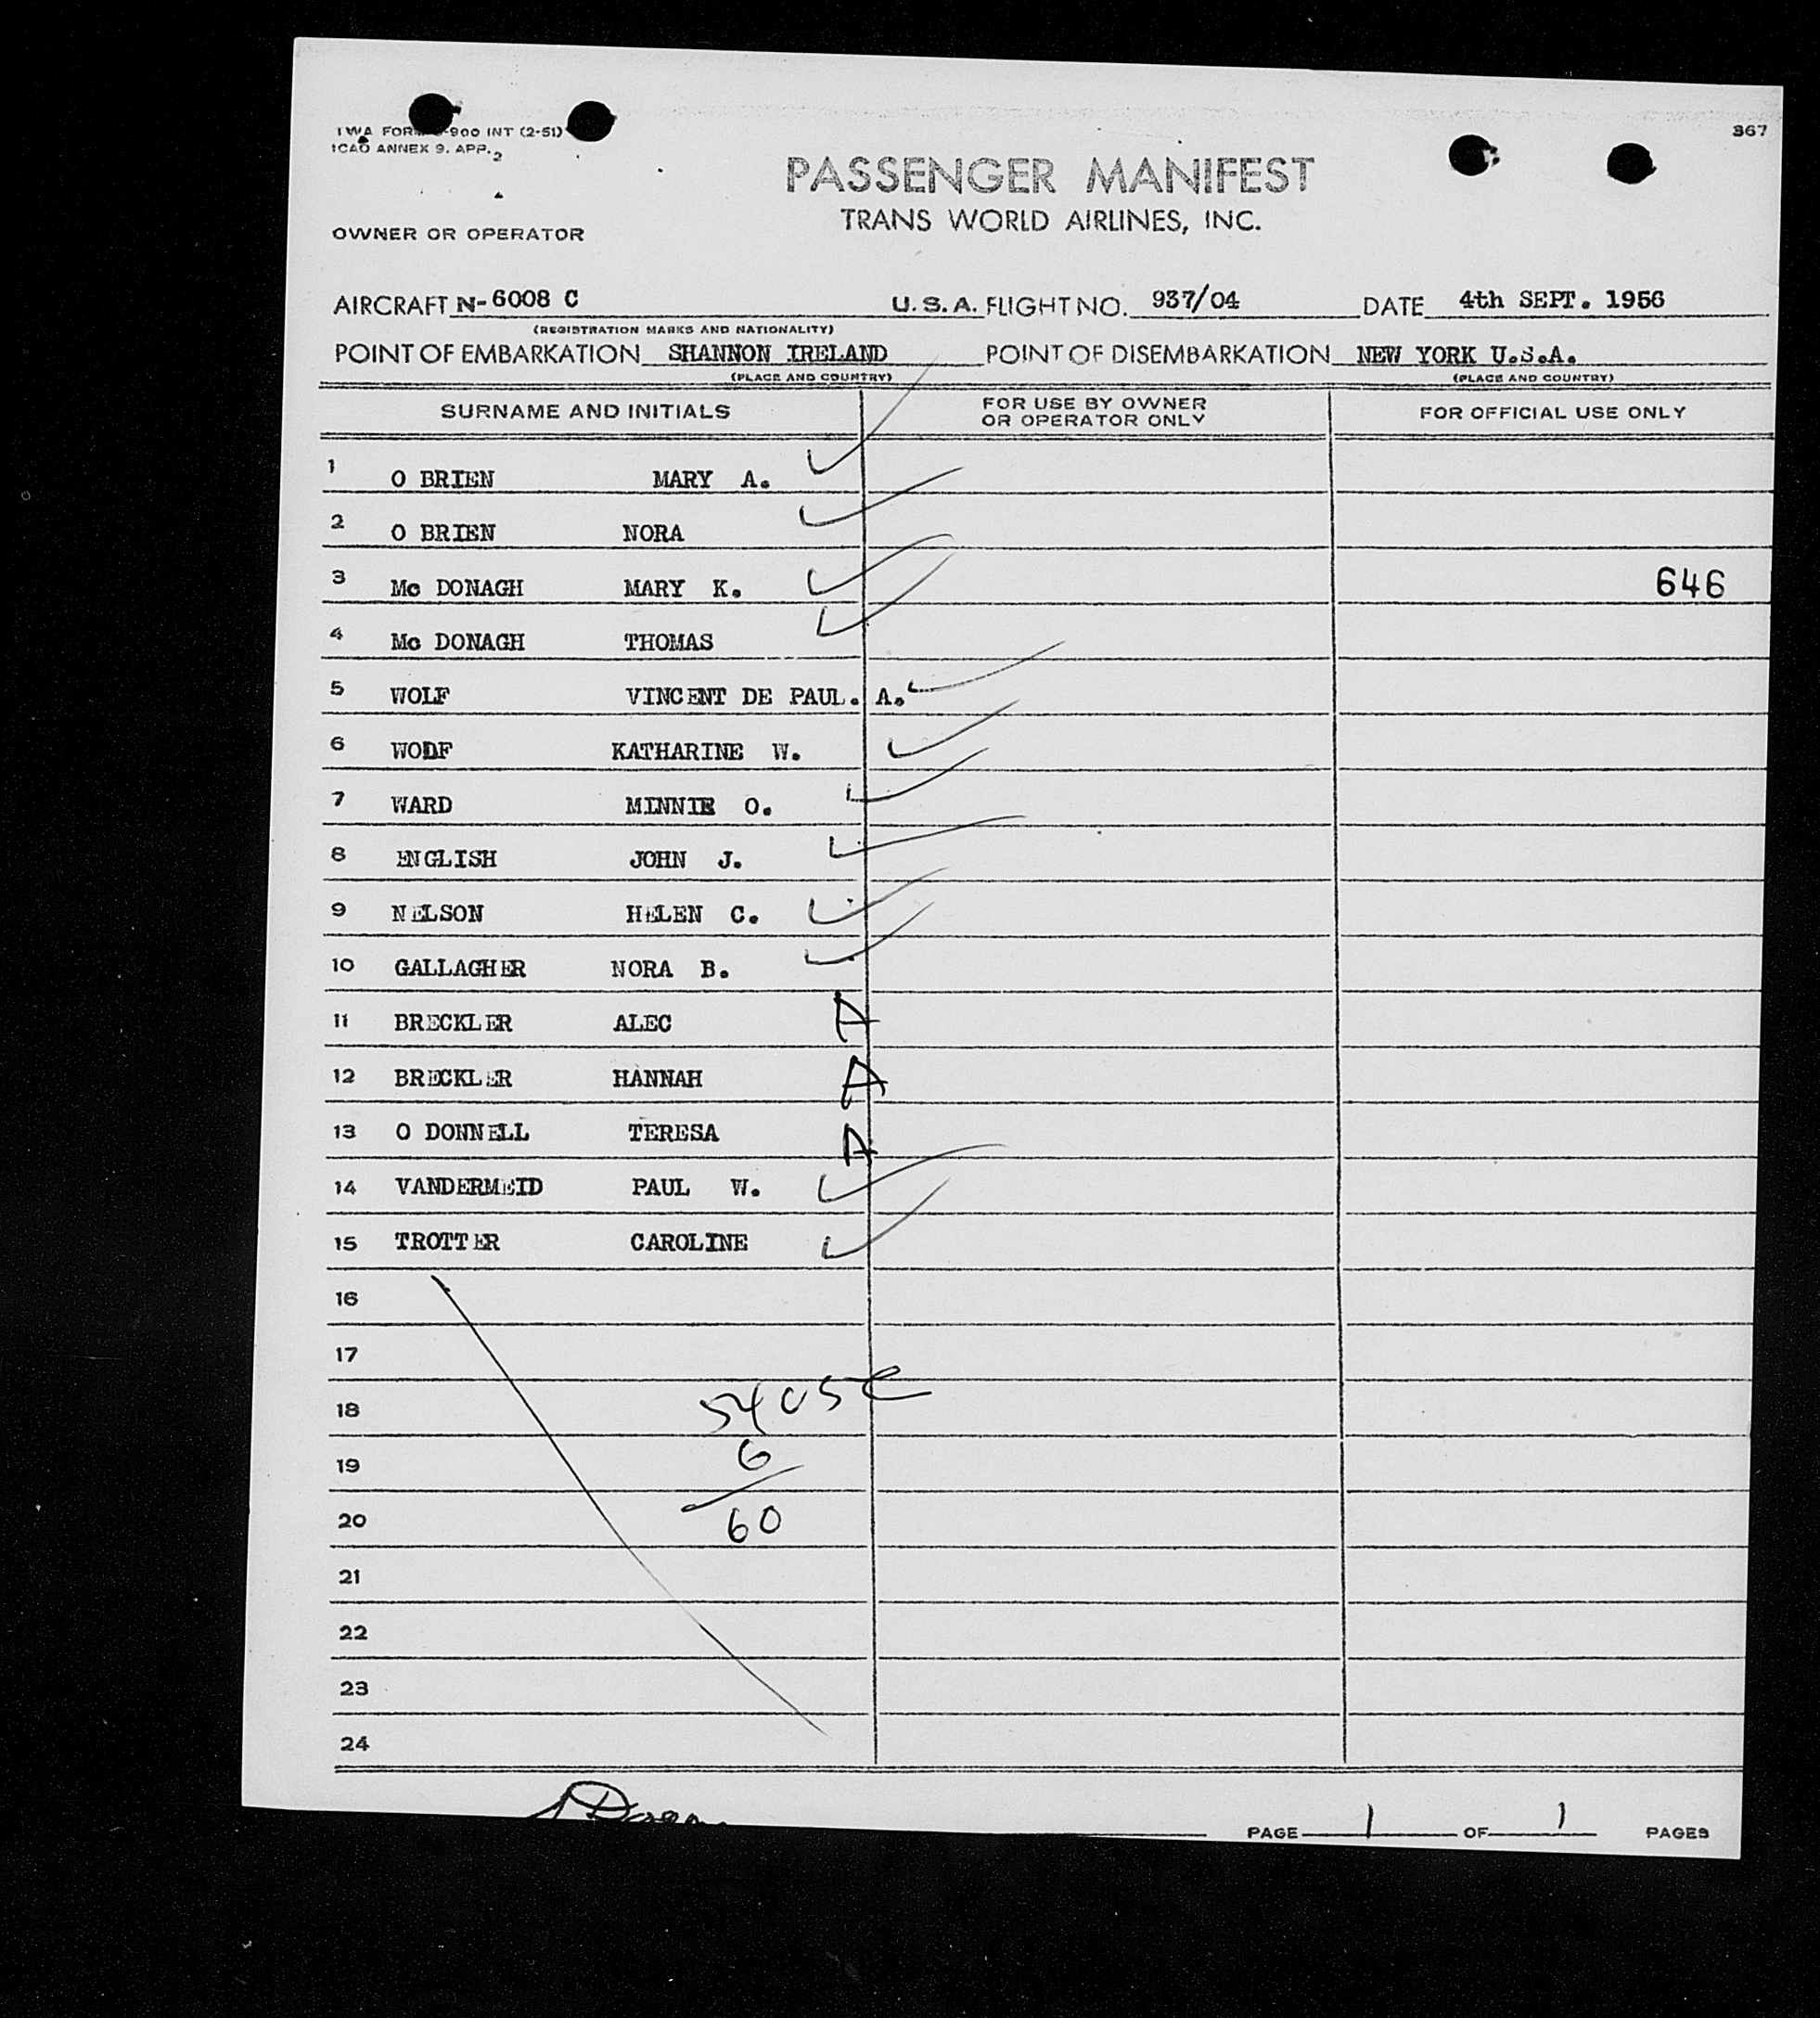 TWA FORM -900 INT (2-51)
ICAO ANNEX 9. APP. 2
367
PASSENGER MANIFEST
TRANS WORLD AIRLINES, INC.
OWNER OR OPERATOR
AIRCRAFT N-6008 C U.S.A. FLIGHT NO. 937/04 DATE 4th SEPT. 1956
(REGISTRATION MARKS AND NATIONALITY)
POINT OF EMBARKATION SHANNON IRELAND POINT OF DISEMBARKATION NEW YORK U.S.A.
(PLACE AND COUNTRY) (PLACE AND COUNTRY)
SURNAME AND INITIALS FOR USE BY OWNER OR OPERATOR ONLY FOR OFFICIAL USE ONLY
1 O BRIEN MARY A.
2 O BRIEN NORA
3 Mc DONAGH MARY K. 646
4 Mc DONAGH THOMAS
5 WOLF VINCENT DE PAUL. A.
6 WODF KATHARINE W.
7 WARD MINNIE O.
8 ENGLISH JOHN J.
9 NELSON HELEN C.
10 GALLAGHER NORA B.
11 BRECKLER ALEC A
12 BRECKLER HANNAH A
13 O DONNELL TERESA A
14 VANDERMEID PAUL W.
15 TROTTER CAROLINE
16
17
18 54 USC
19 6
20 60
21
22
23
24
PAGE 1 OF 1 PAGES